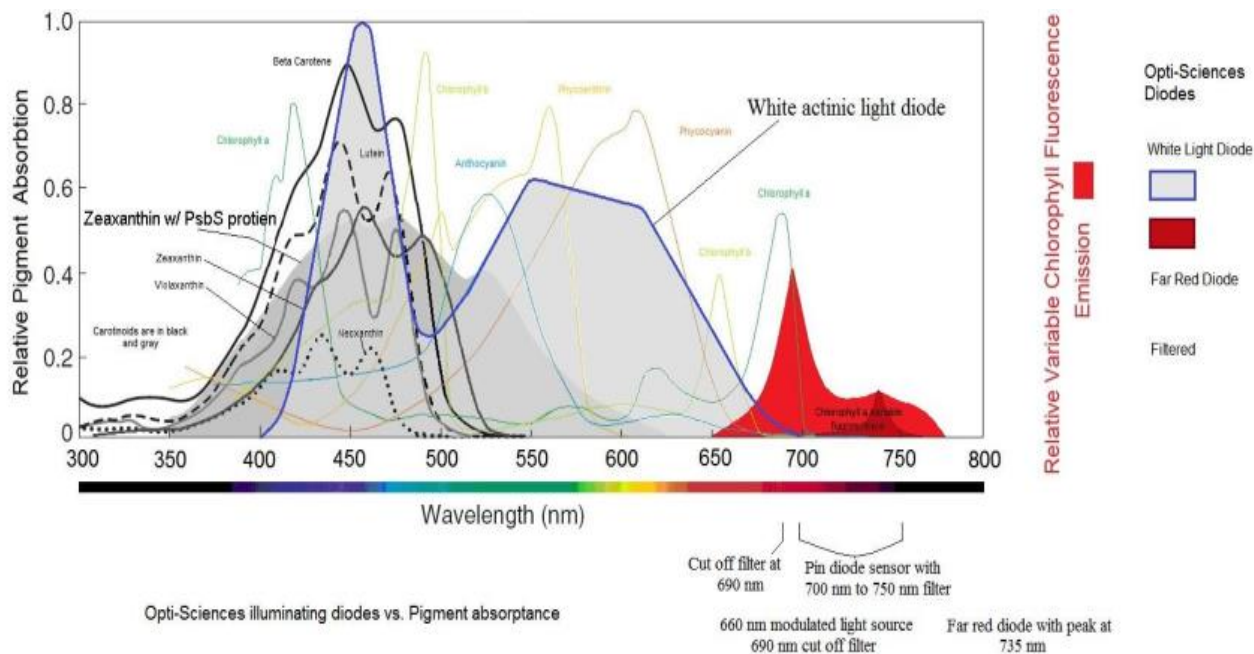 Relative Pigment Absorbtion
1.0
0.8
0.6
0.4
0.2
0
300
350
400
450
500
550
600
650
700
750
800
Wavelength (nm)
Beta Carotene
Chlorophyll a
Lutein
Zeaxanthin w/ PsbS protien
Zeaxanthin
Violaxanthin
Carotnoids are in black
and gray
Neoxanthin
Chlorophyll b
Anthocyanin
Phycoerithrin
White actinic light diode
Phycocyanin
Chlorophyll a
Chlorophyll b
Chlorophyll a variable
Relative Variable Chlorophyll Fluorescence
Emission
Opti-Sciences
Diodes
White Light Diode
Far Red Diode
Filtered
Cut off filter at
690 nm
Pin diode sensor with
700 nm to 750 nm filter
Opti-Sciences illuminating diodes vs. Pigment absorptance
660 nm modulated light source
690 nm cut off filter
Far red diode with peak at
735 nm